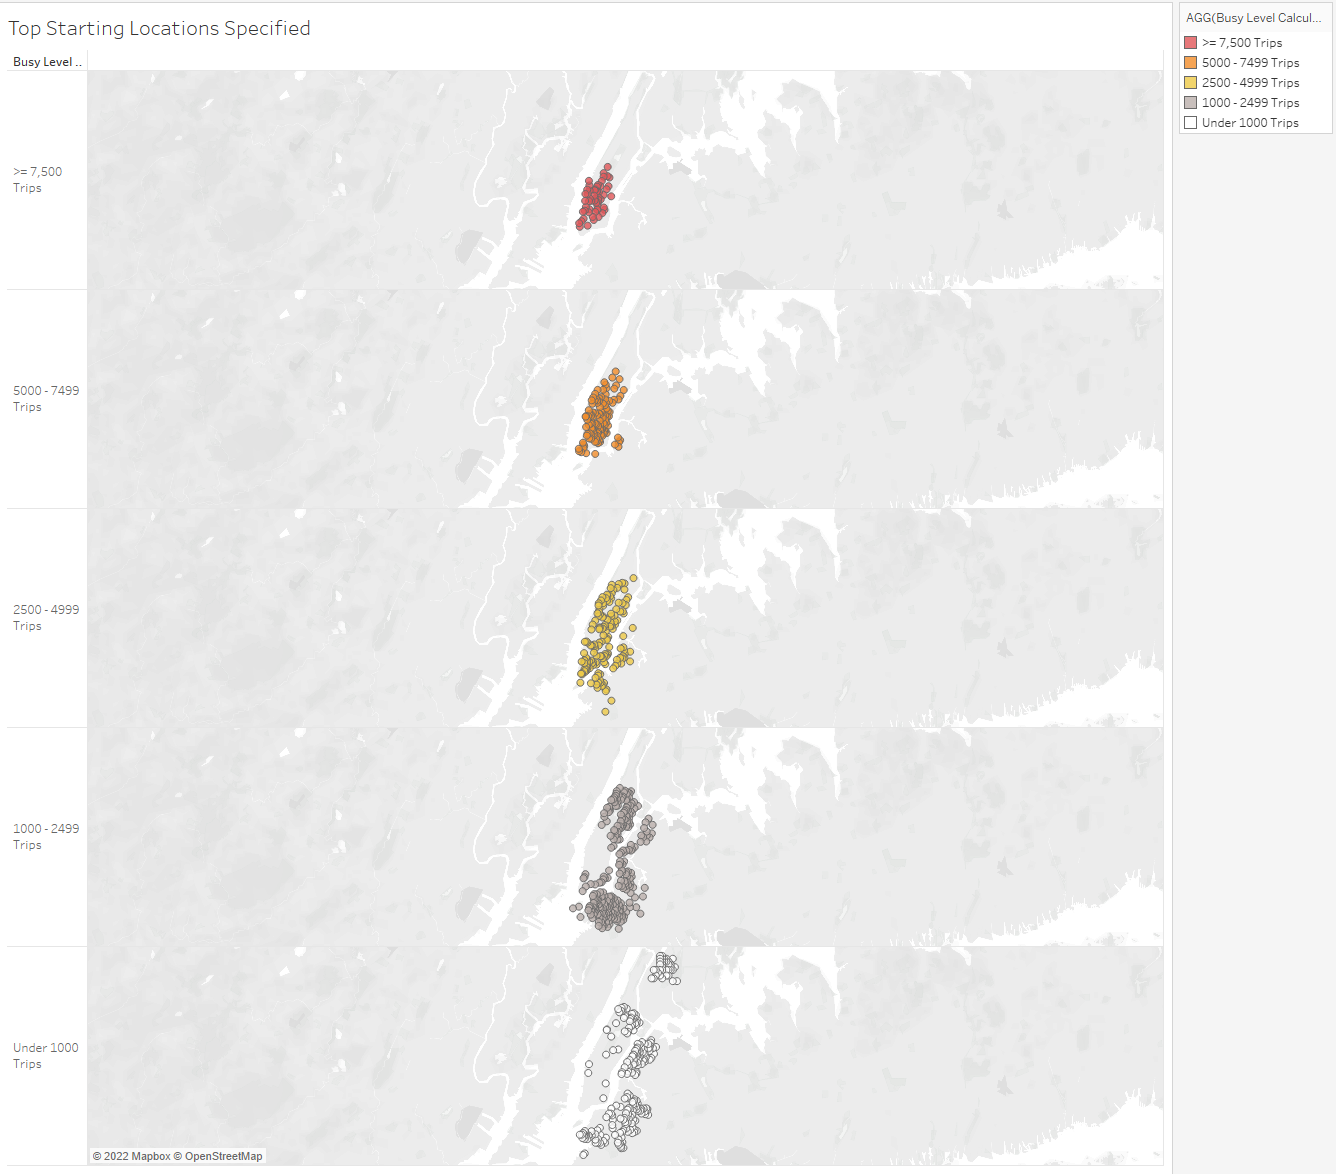 Top Starting Locations Specified
AGG(Busy Level Calcul...
>= 7,500 Trips
5000 - 7499 Trips
2500 - 4999 Trips
1000 - 2499 Trips
Under 1000 Trips
Busy Level ..
>= 7,500
Trips
5000 - 7499
Trips
2500 - 4999
Trips
1000 - 2499
Trips
Under 1000
Trips
© 2022 Mapbox © OpenStreetMap